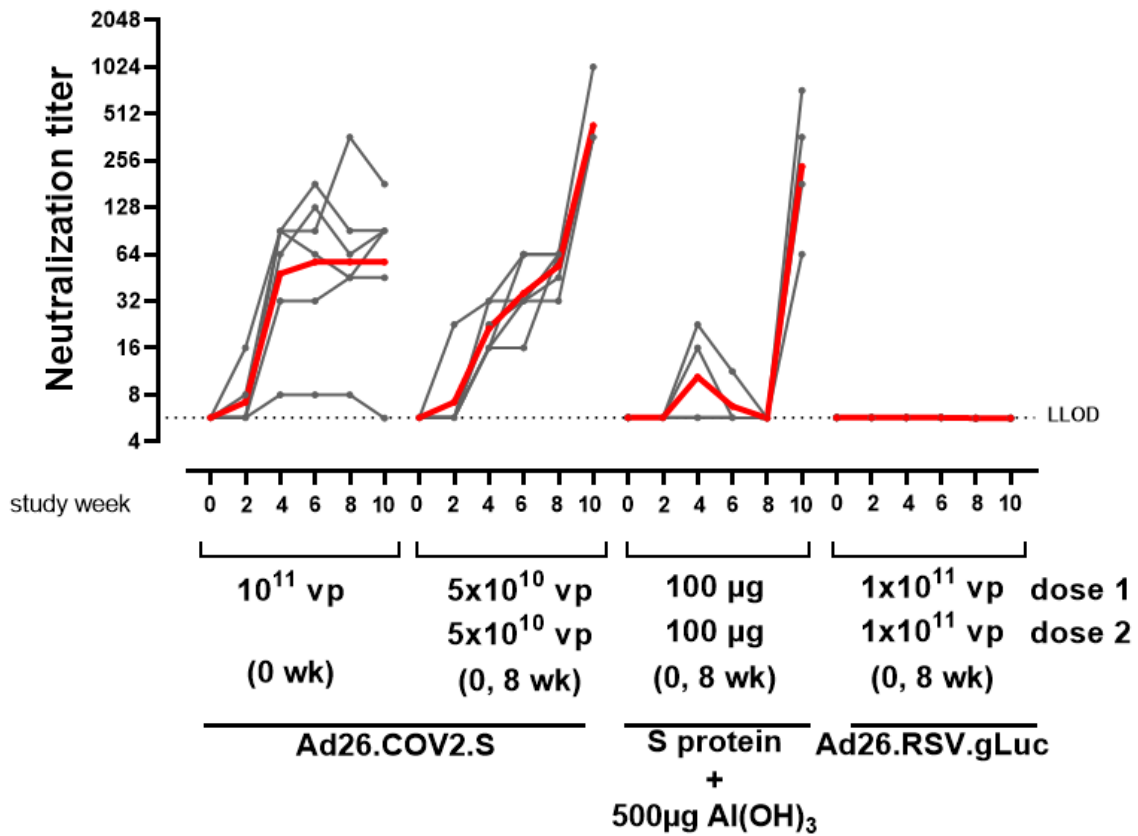 Neutralization titer
2048
1024
512
256
128
64
32
16
8
4
LLOD
study week 0 2 4 6 8 10 0 2 4 6 8 10 0 2 4 6 8 10 0 2 4 6 8 10
10¹¹ vp 5x10¹⁰ vp 100 µg 1x10¹¹ vp dose 1
5x10¹⁰ vp 100 µg 1x10¹¹ vp dose 2
(0 wk) (0, 8 wk) (0, 8 wk) (0, 8 wk)
Ad26.COV2.S S protein Ad26.RSV.gLuc
+
500µg Al(OH)₃